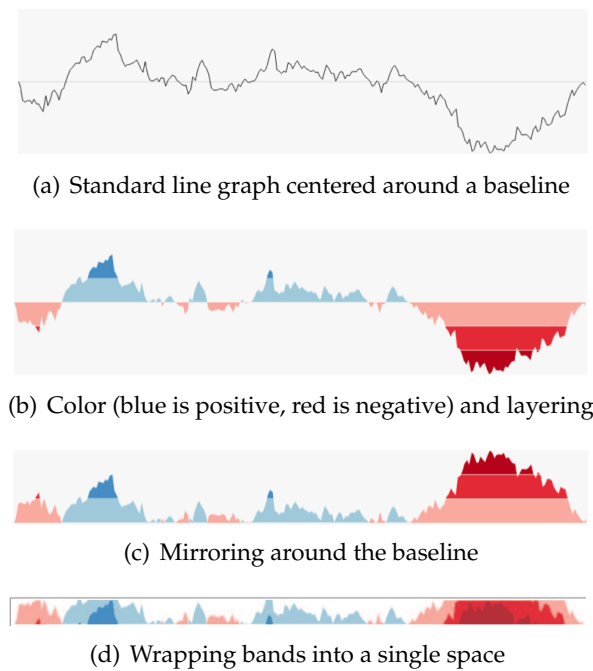 (a) Standard line graph centered around a baseline
(b) Color (blue is positive, red is negative) and layering
(c) Mirroring around the baseline
(d) Wrapping bands into a single space